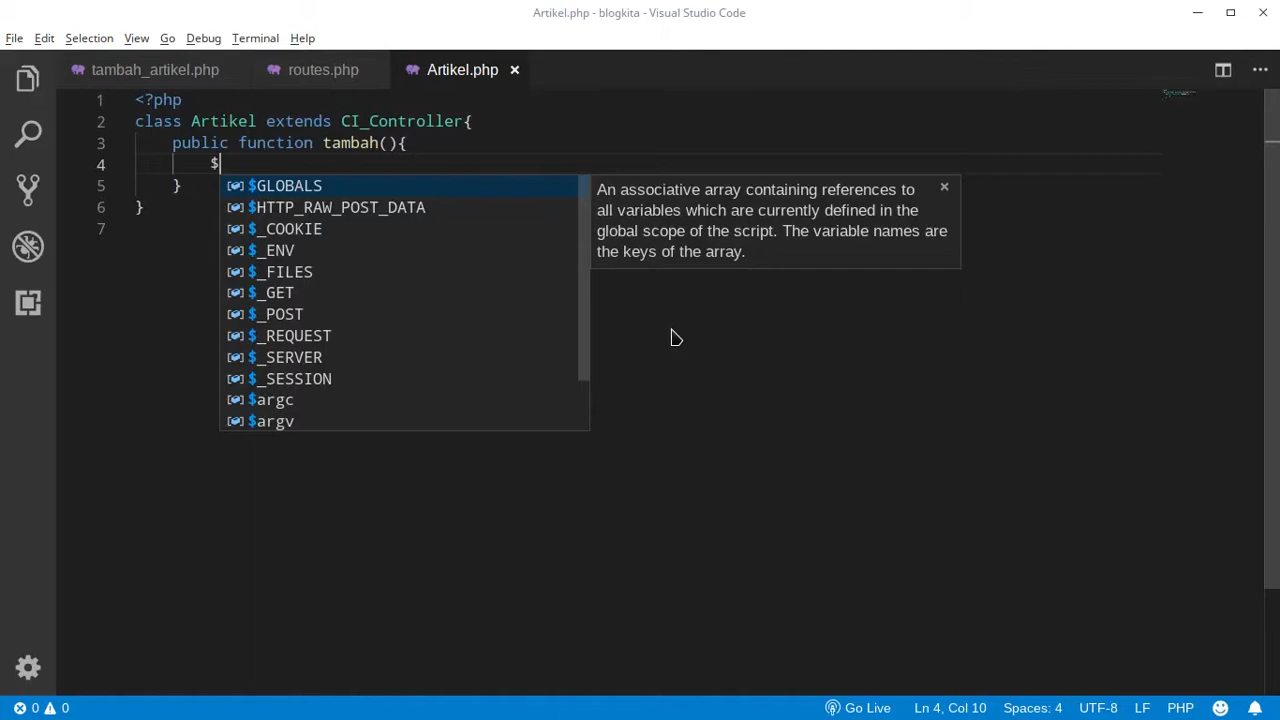 Artikel.php - blogkita - Visual Studio Code
File Edit Selection View Go Debug Terminal Help
tambah_artikel.php routes.php Artikel.php
1 <?php
2 class Artikel extends CI_Controller{
3 public function tambah(){
4 $
5 }
6 }
7
$GLOBALS
$HTTP_RAW_POST_DATA
$_COOKIE
$_ENV
$_FILES
$_GET
$_POST
$_REQUEST
$_SERVER
$_SESSION
$argc
$argv
An associative array containing references to
all variables which are currently defined in the
global scope of the script. The variable names are
the keys of the array.
0 0 Go Live Ln 4, Col 10 Spaces: 4 UTF-8 LF PHP